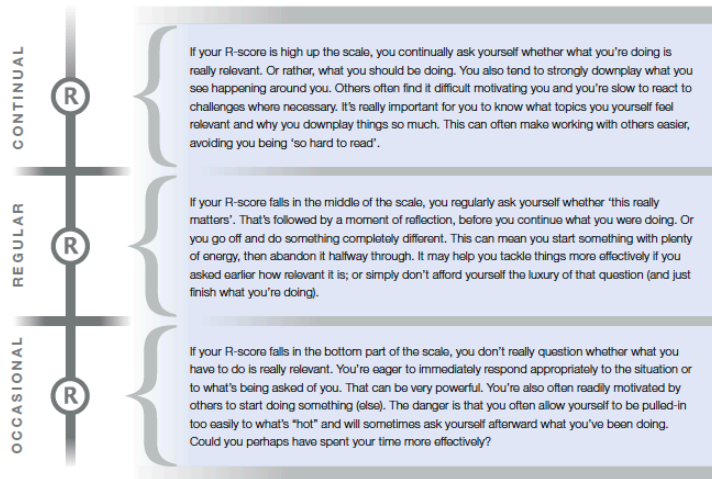 CONTINUAL
R
If your R-score is high up the scale, you continually ask yourself whether what you're doing is
really relevant. Or rather, what you should be doing. You also tend to strongly downplay what you
see happening around you. Others often find it difficult motivating you and you're slow to react to
challenges where necessary. It's really important for you to know what topics you yourself feel
relevant and why you downplay things so much. This can often make working with others easier,
avoiding you being ‘so hard to read’.
REGULAR
R
If your R-score falls in the middle of the scale, you regularly ask yourself whether ‘this really
matters’. That's followed by a moment of reflection, before you continue what you were doing. Or
you go off and do something completely different. This can mean you start something with plenty
of energy, then abandon it halfway through. It may help you tackle things more effectively if you
asked earlier how relevant it is; or simply don't afford yourself the luxury of that question (and just
finish what you're doing).
OCCASIONAL
R
If your R-score falls in the bottom part of the scale, you don't really question whether what you
have to do is really relevant. You're eager to immediately respond appropriately to the situation or
to what's being asked of you. That can be very powerful. You're also often readily motivated by
others to start doing something (else). The danger is that you often allow yourself to be pulled-in
too easily to what's “hot” and will sometimes ask yourself afterward what you've been doing.
Could you perhaps have spent your time more effectively?